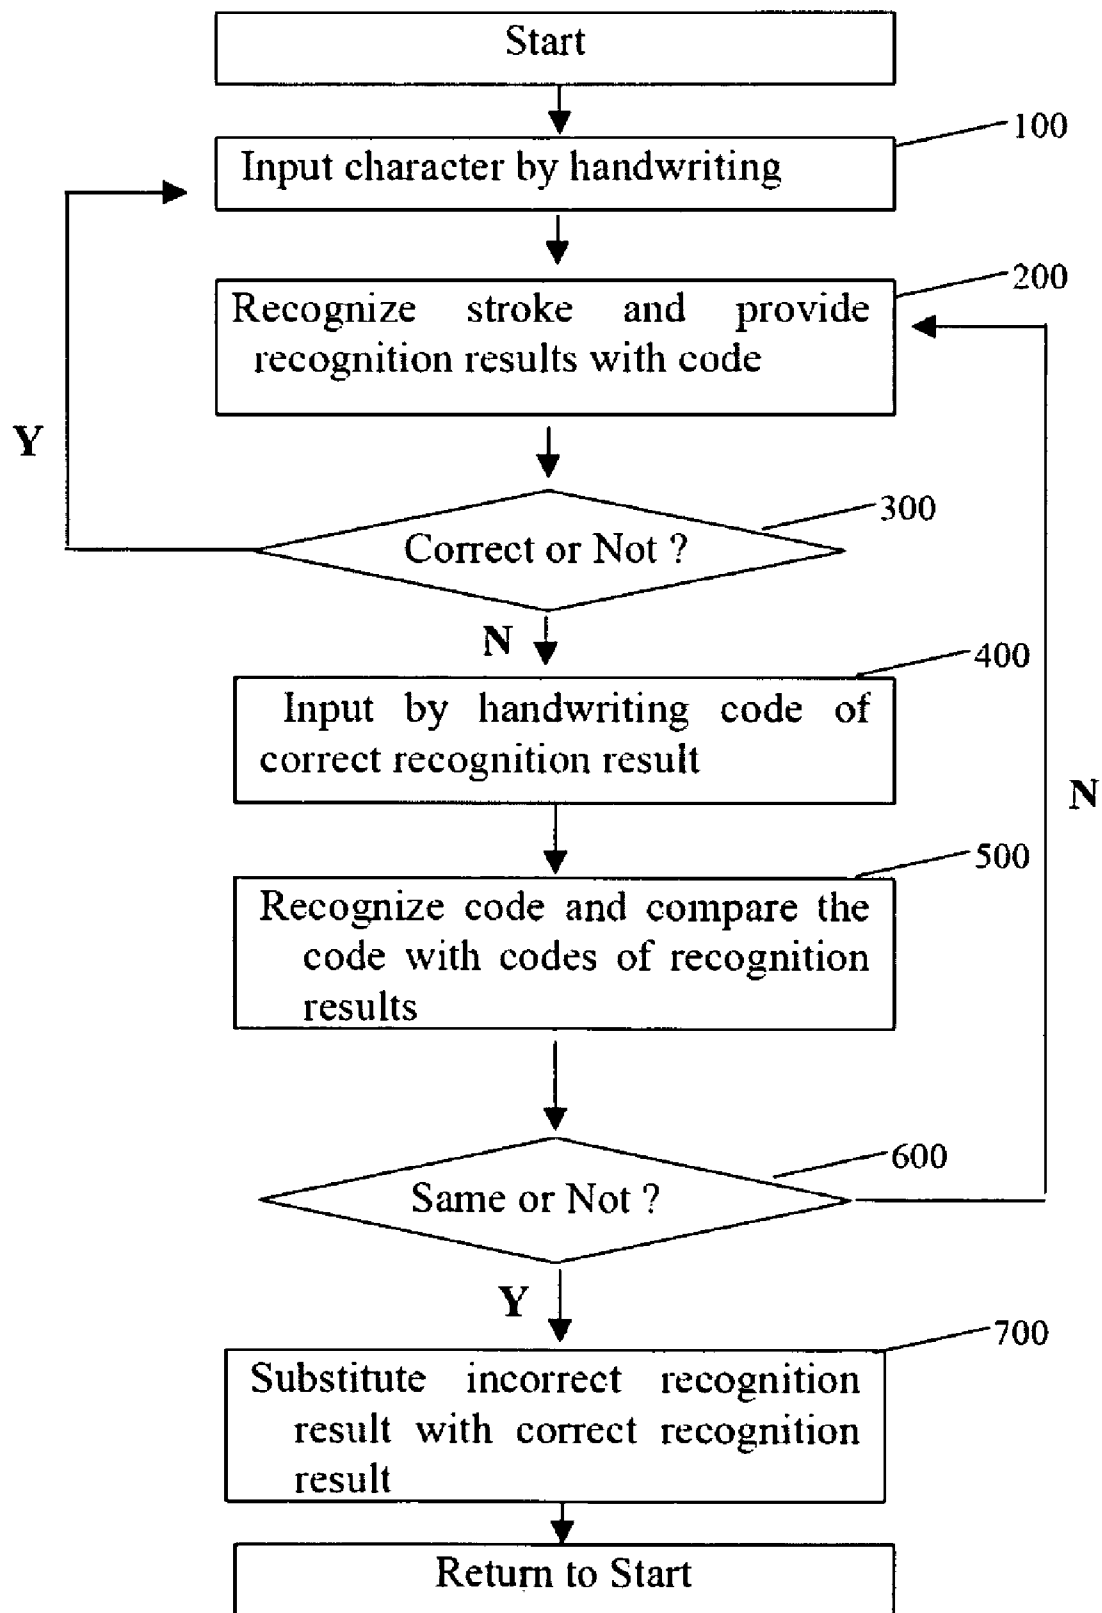 Start
100
Input character by handwriting
200
Recognize stroke and provide
recognition results with code
Y
300
Correct or Not ?
N
400
Input by handwriting code of
correct recognition result
N
500
Recognize code and compare the
code with codes of recognition
results
600
Same or Not ?
Y
700
Substitute incorrect recognition
result with correct recognition
result
Return to Start